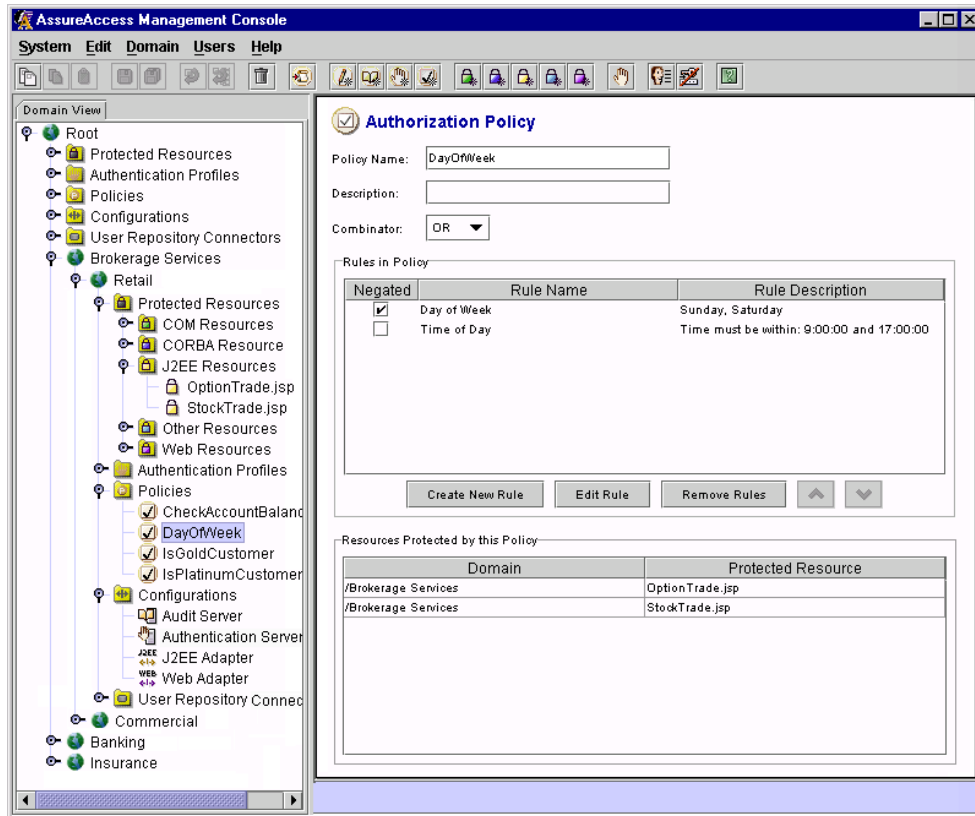 AssureAccess Management Console
System Edit Domain Users Help
Domain View
Root
Protected Resources
Authentication Profiles
Policies
Configurations
User Repository Connectors
Brokerage Services
Retail
Protected Resources
COM Resources
CORBA Resource
J2EE Resources
OptionTrade.jsp
StockTrade.jsp
Other Resources
Web Resources
Authentication Profiles
Policies
CheckAccountBalanc
DayOfWeek
IsGoldCustomer
IsPlatinumCustomer
Configurations
Audit Server
Authentication Server
J2EE J2EE Adapter
WEB Web Adapter
User Repository Connec
Commercial
Banking
Insurance
Authorization Policy
Policy Name: DayOfWeek
Description:
Combinator: OR
Rules in Policy
Negated Rule Name Rule Description
Day of Week Sunday, Saturday
Time of Day Time must be within: 9:00:00 and 17:00:00
Create New Rule Edit Rule Remove Rules
Resources Protected by this Policy
Domain Protected Resource
/Brokerage Services OptionTrade.jsp
/Brokerage Services StockTrade.jsp